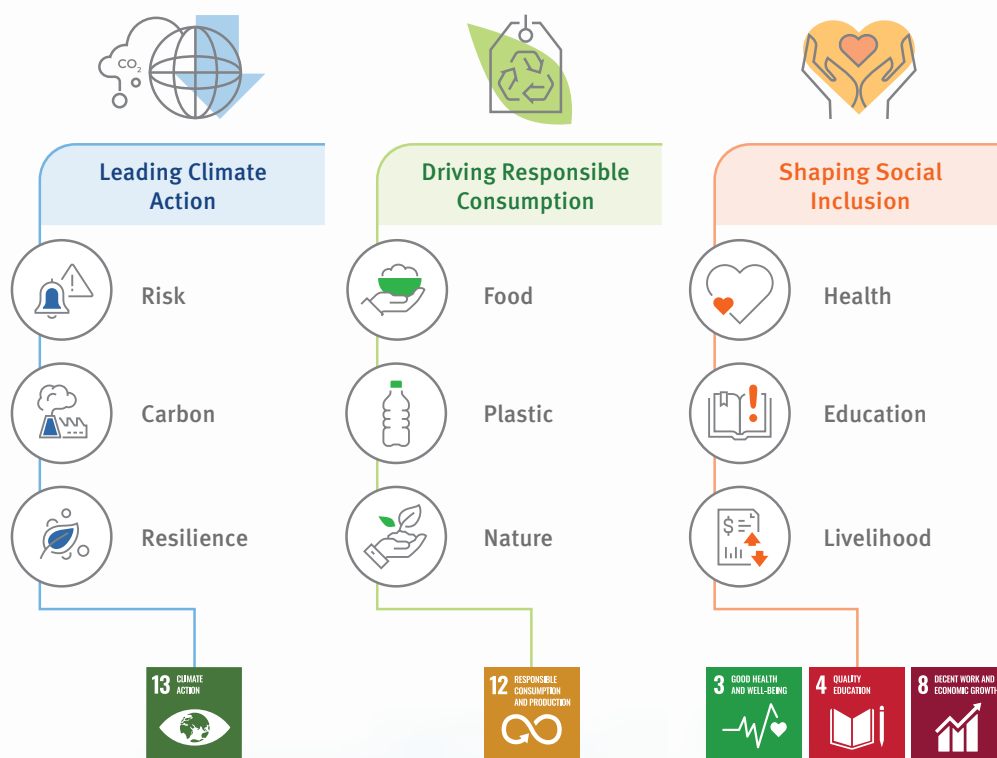 CO2
Leading Climate
Action
Risk
Carbon
Resilience
13 CLIMATE
ACTION
Driving Responsible
Consumption
Food
Plastic
Nature
12 RESPONSIBLE
CONSUMPTION
AND PRODUCTION
Shaping Social
Inclusion
Health
Education
$
Livelihood
3 GOOD HEALTH
AND WELL-BEING
4 QUALITY
EDUCATION
8 DECENT WORK AND
ECONOMIC GROWTH